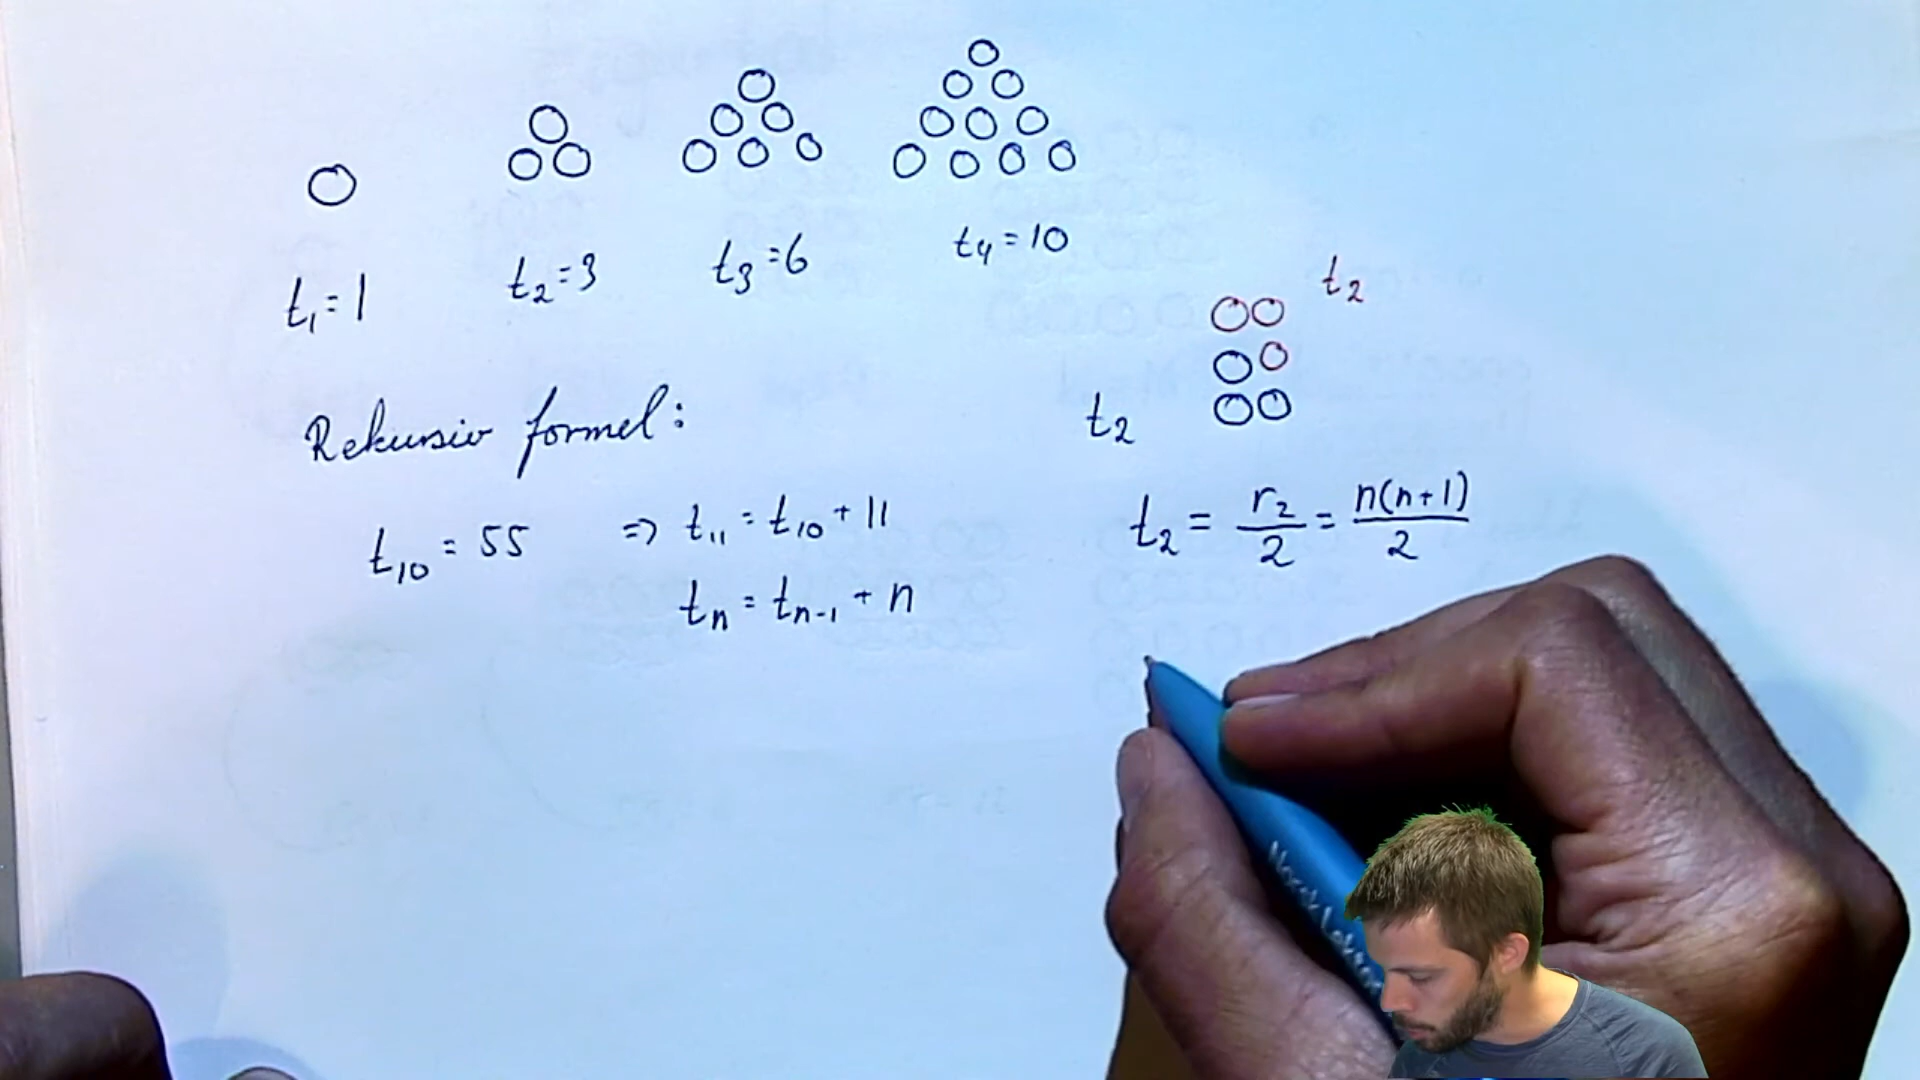 t₁ = 1
t₂ = 3
t₃ = 6
t₄ = 10
t₂
t₂
Rekursiv formel:
t₁₀ = 55 ⇒ t₁₁ = t₁₀ + 11
tₙ = tₙ₋₁ + n
t₂ = r₂/2 = n(n+1)/2
Norsk